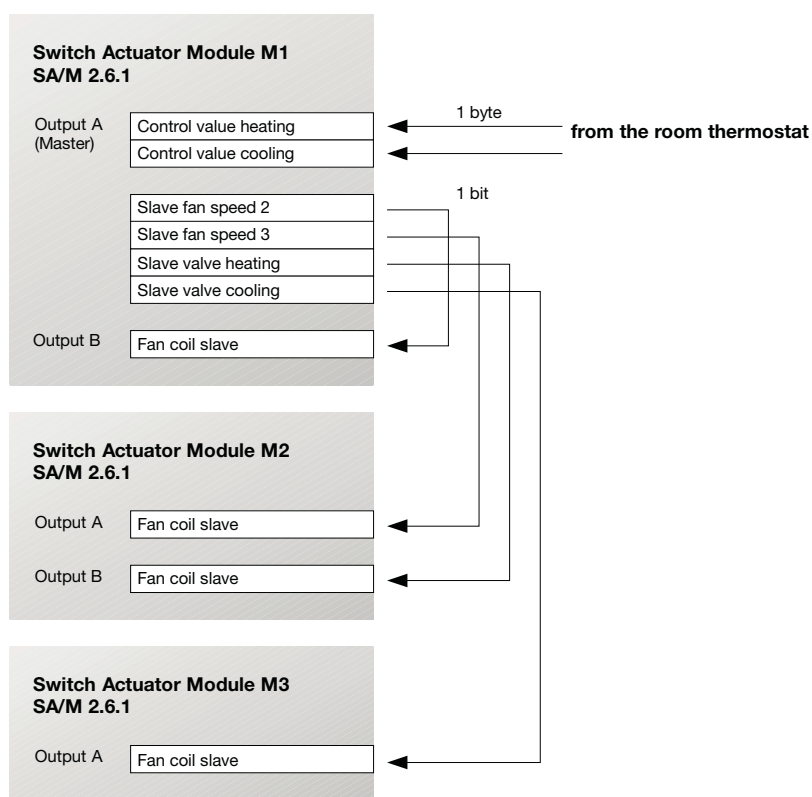 Switch Actuator Module M1
SA/M 2.6.1
Output A
(Master)
Control value heating
Control value cooling
1 byte
from the room thermostat
1 bit
Slave fan speed 2
Slave fan speed 3
Slave valve heating
Slave valve cooling
Output B
Fan coil slave
Switch Actuator Module M2
SA/M 2.6.1
Output A
Fan coil slave
Output B
Fan coil slave
Switch Actuator Module M3
SA/M 2.6.1
Output A
Fan coil slave